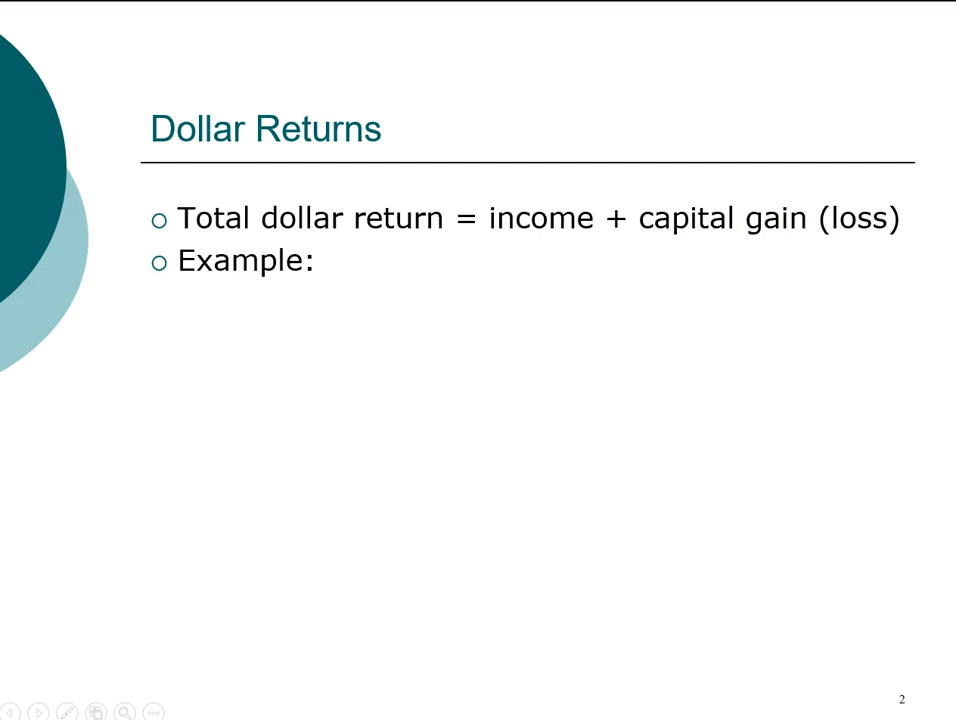 Dollar Returns
Total dollar return = income + capital gain (loss)
Example:
2